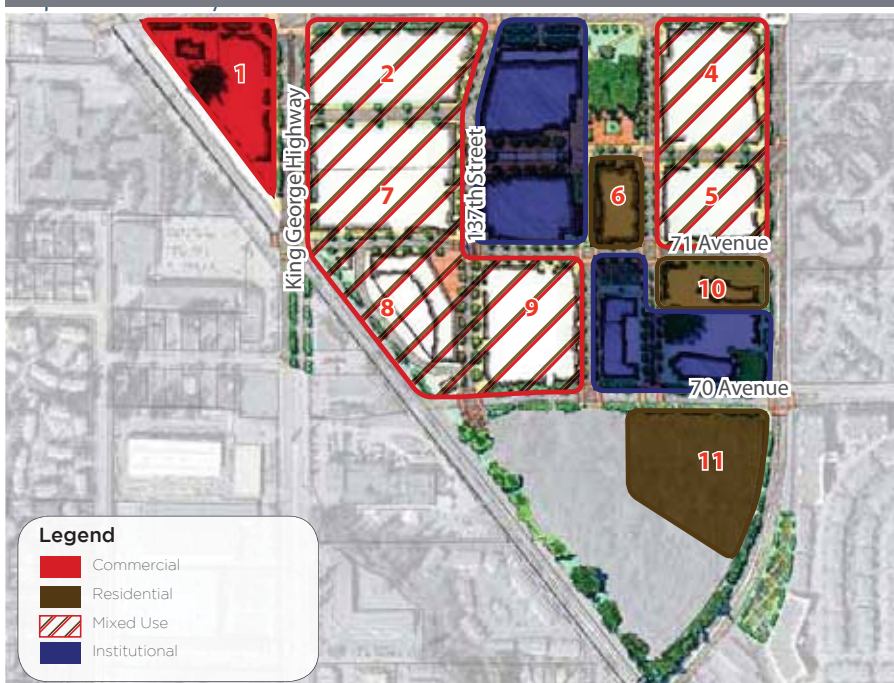 1
2
4
7
6
5
8
9
10
11
King George Highway
137th Street
71 Avenue
70 Avenue
Legend
Commercial
Residential
Mixed Use
Institutional